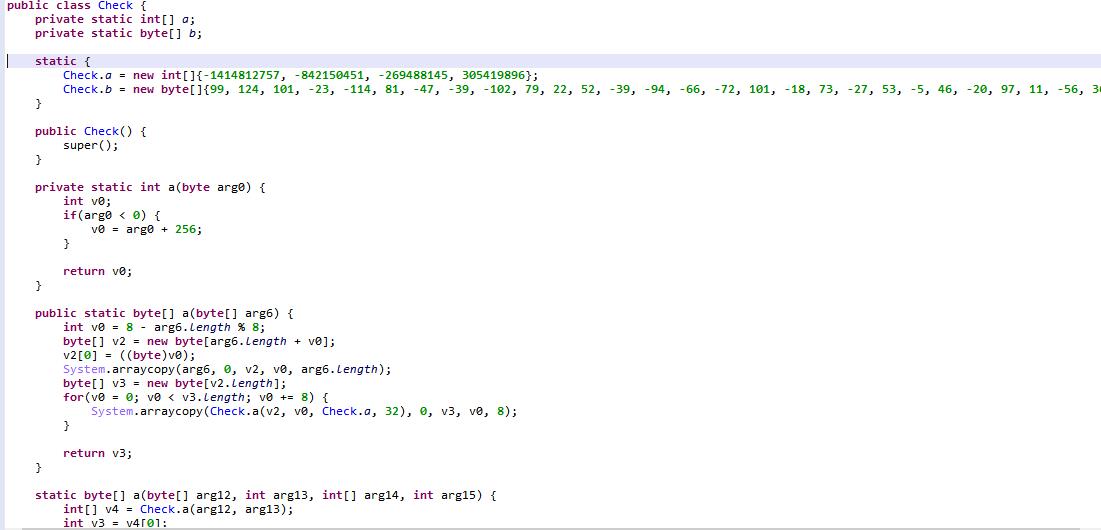 public class Check {
private static int[] a;
private static byte[] b;
static {
Check.a = new int[]{-1414812757, -842150451, -269488145, 305419896};
Check.b = new byte[]{99, 124, 101, -23, -114, 81, -47, -39, -102, 79, 22, 52, -39, -94, -66, -72, 101, -18, 73, -27, 53, -5, 46, -20, 97, 11, -56, 3
}
public Check() {
super();
}
private static int a(byte arg0) {
int v0;
if(arg0 < 0) {
v0 = arg0 + 256;
}
return v0;
}
public static byte[] a(byte[] arg6) {
int v0 = 8 - arg6.length % 8;
byte[] v2 = new byte[arg6.length + v0];
v2[0] = ((byte)v0);
System.arraycopy(arg6, 0, v2, v0, arg6.length);
byte[] v3 = new byte[v2.length];
for(v0 = 0; v0 < v3.length; v0 += 8) {
System.arraycopy(Check.a(v2, v0, Check.a, 32), 0, v3, v0, 8);
}
return v3;
}
static byte[] a(byte[] arg12, int arg13, int[] arg14, int arg15) {
int[] v4 = Check.a(arg12, arg13);
int v3 = v4[0];